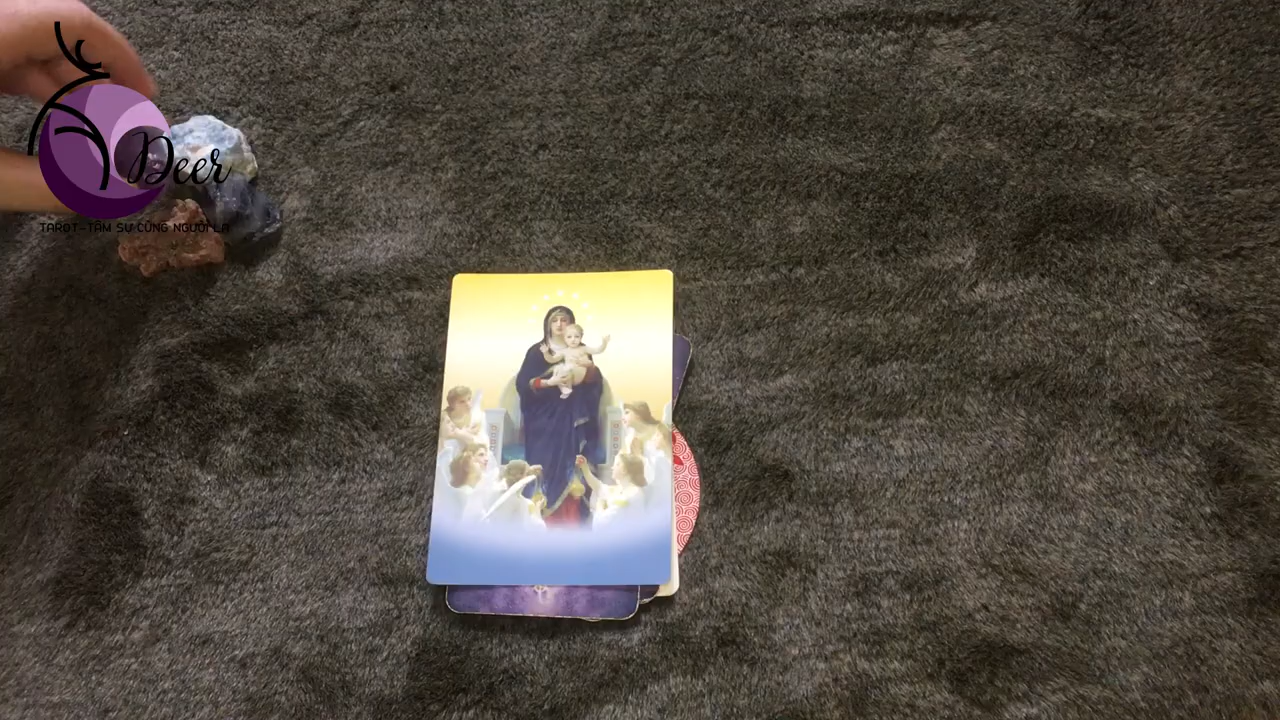 Deer
TAROT-TÂM SỰ CÙNG NGƯỜI LẠ